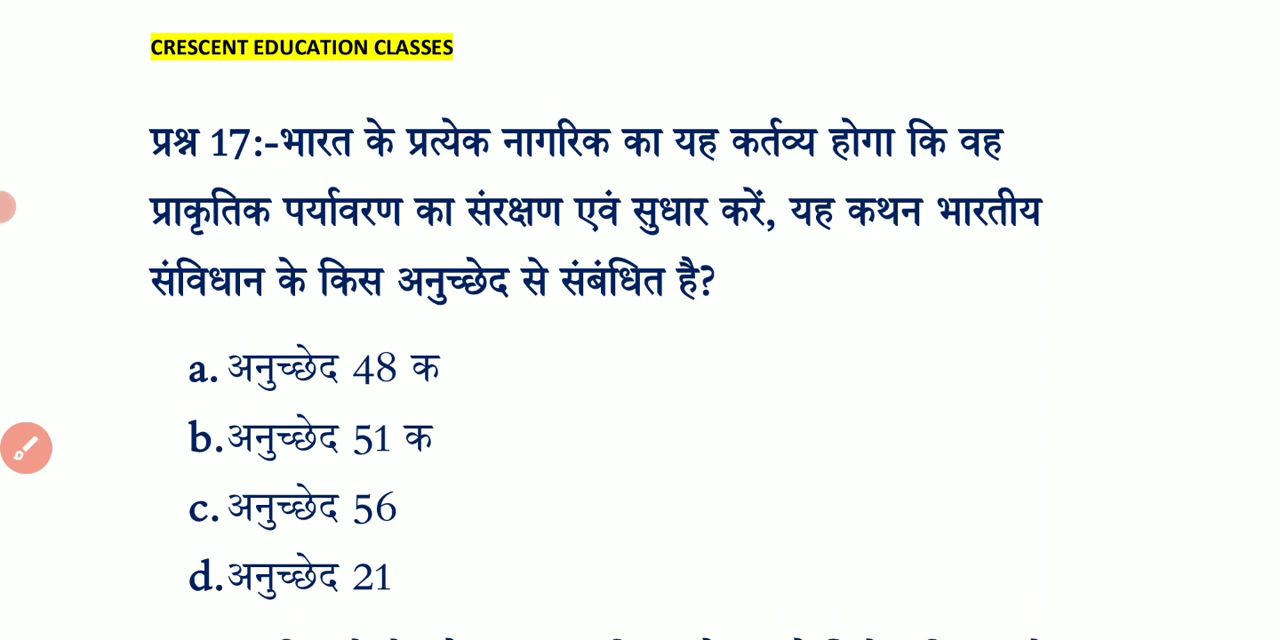 CRESCENT EDUCATION CLASSES
प्रश्न 17:-भारत के प्रत्येक नागरिक का यह कर्तव्य होगा कि वह
प्राकृतिक पर्यावरण का संरक्षण एवं सुधार करें, यह कथन भारतीय
संविधान के किस अनुच्छेद से संबंधित है?
a. अनुच्छेद 48 क
b. अनुच्छेद 51 क
c. अनुच्छेद 56
d. अनुच्छेद 21